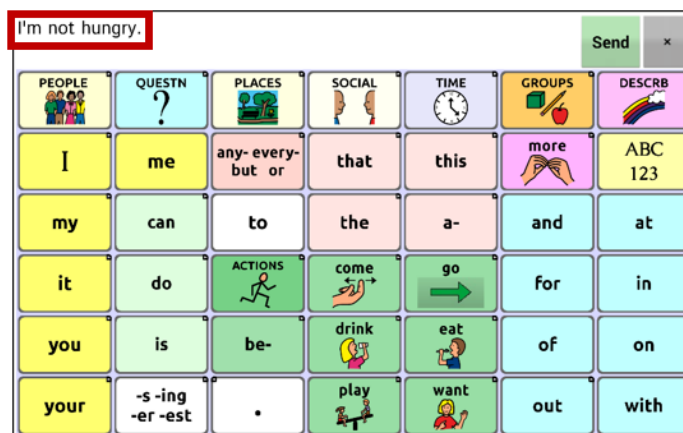 I'm not hungry.
Send ×
PEOPLE QUESTN PLACES SOCIAL TIME GROUPS DESCRB
?
I me any- every- that this more ABC
but or 123
my can to the a- and at
it do ACTIONS come go for in
you is be- drink eat of on
your -s -ing . play want out with
-er -est